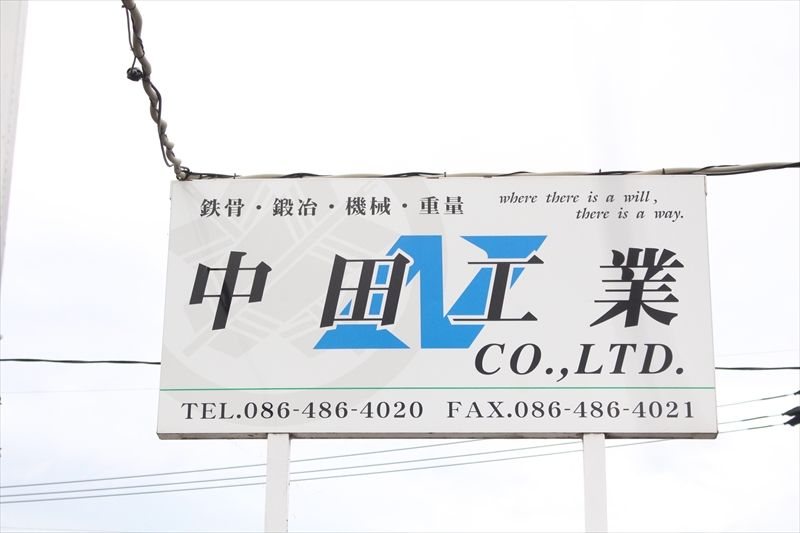 鉄骨・鍛冶・機械・重量
where there is a will,
there is a way.
中田工業
N
CO.,LTD.
TEL.086-486-4020 FAX.086-486-4021